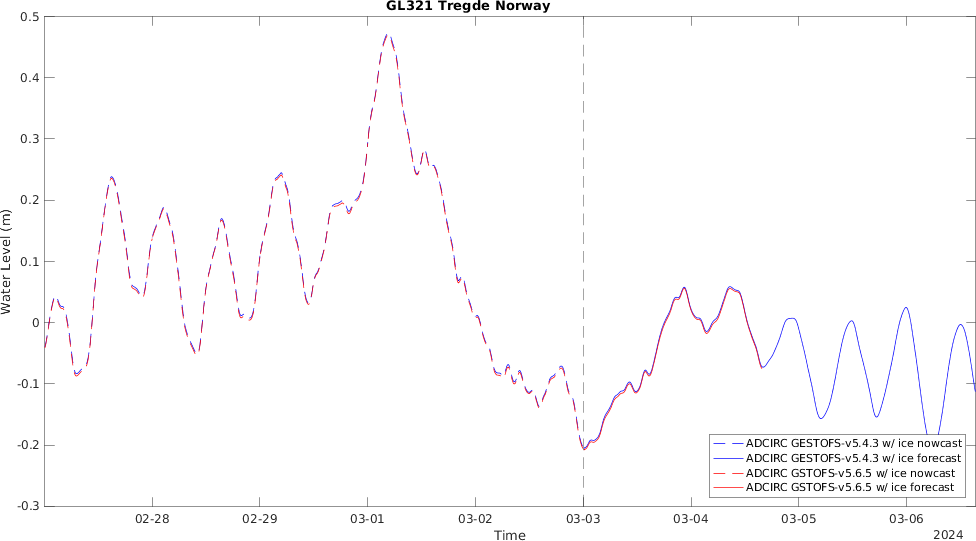 GL321 Tregde Norway
0.5
0.4
0.3
0.2
0.1
0
-0.1
-0.2
-0.3
Water Level (m)
ADCIRC GESTOFS-v5.4.3 w/ ice nowcast
ADCIRC GESTOFS-v5.4.3 w/ ice forecast
ADCIRC GSTOFS-v5.6.5 w/ ice nowcast
ADCIRC GSTOFS-v5.6.5 w/ ice forecast
02-28 02-29 03-01 03-02 03-03 03-04 03-05 03-06
Time
2024